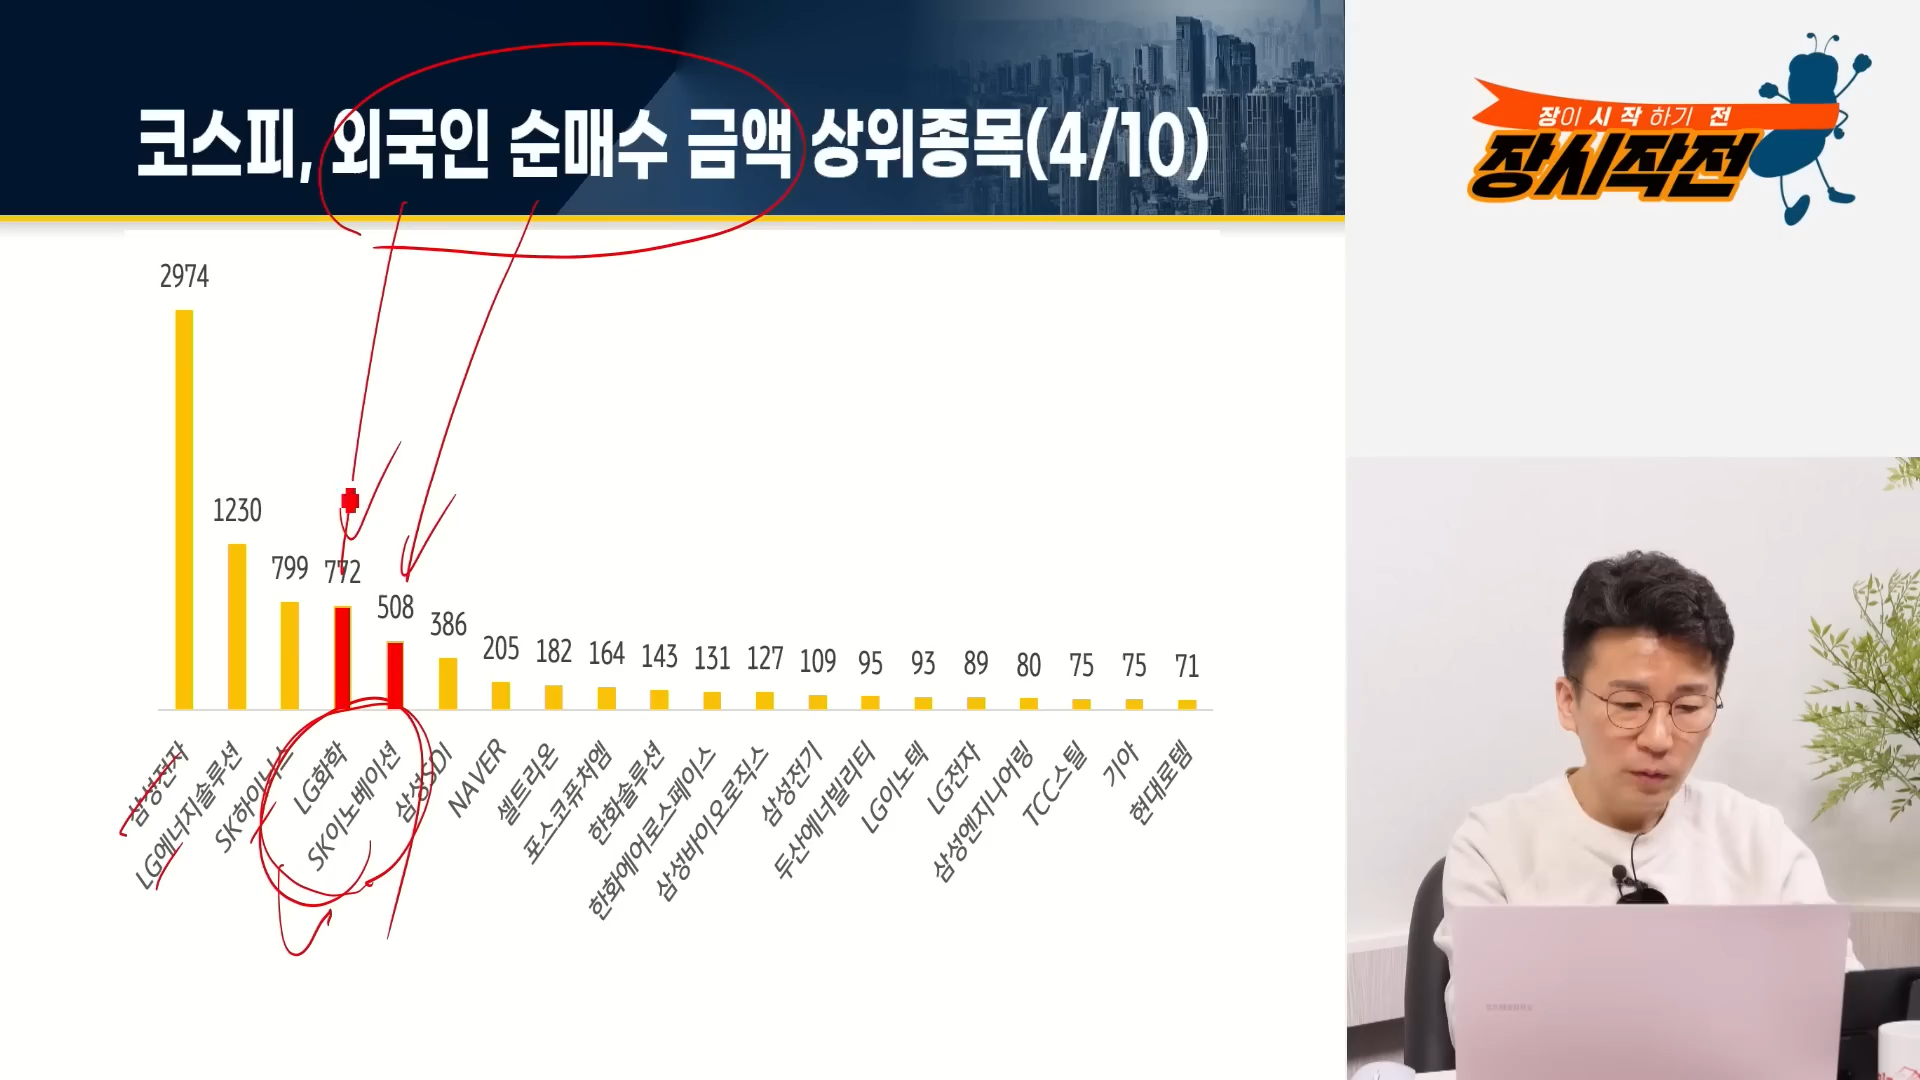 코스피, 외국인 순매수 금액 상위종목(4/10)
장이 시작하기 전
장시작전
2974
1230
799
772
508
386
205
182
164
143
131
127
109
95
93
89
80
75
75
71
삼성전자
LG에너지솔루션
SK하이닉스
LG화학
SK이노베이션
삼성SDI
NAVER
셀트리온
포스코퓨처엠
한화솔루션
한화에어로스페이스
삼성바이오로직스
삼성전기
두산에너빌리티
LG이노텍
LG전자
삼성엔지니어링
TCC스틸
기아
현대로템
SAMSUNG